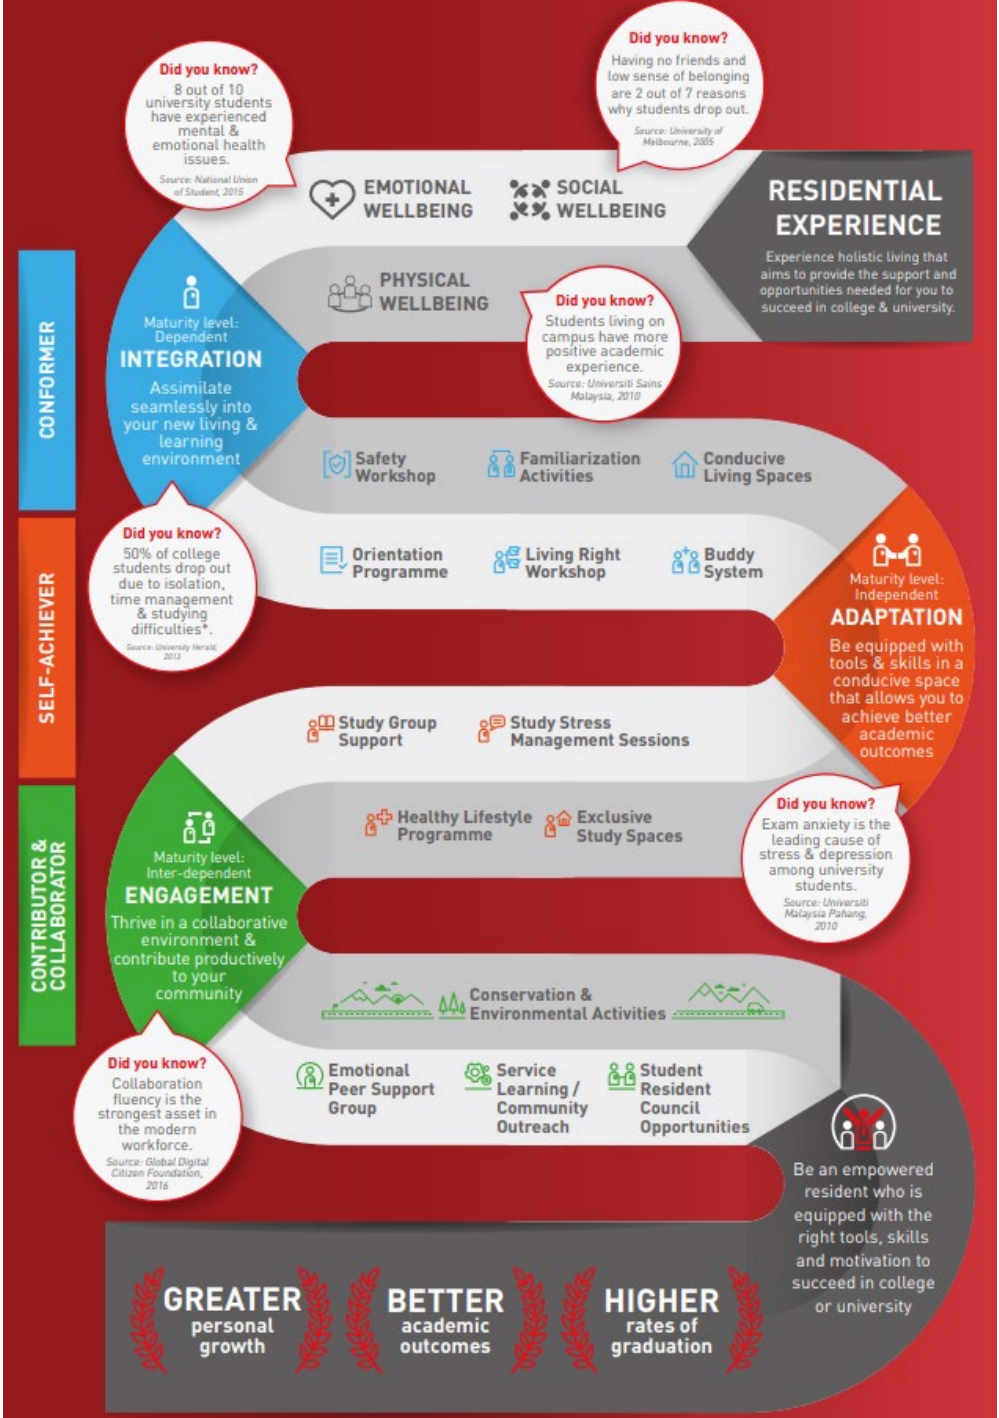 Did you know?
8 out of 10
university students
have experienced
mental &
emotional health
issues.
Source: National Union
of Student, 2015
Did you know?
Having no friends and
low sense of belonging
are 2 out of 7 reasons
why students drop out.
Source: University of
Melbourne, 2005
EMOTIONAL
WELLBEING
SOCIAL
WELLBEING
RESIDENTIAL
EXPERIENCE
Experience holistic living that
aims to provide the support and
opportunities needed for you to
succeed in college & university.
PHYSICAL
WELLBEING
Did you know?
Students living on
campus have more
positive academic
experience.
Source: Universiti Sains
Malaysia, 2010
CONFORMER
Maturity level:
Dependent
INTEGRATION
Assimilate
seamlessly into
your new living &
learning
environment
Safety
Workshop
Familiarization
Activities
Conducive
Living Spaces
Did you know?
50% of college
students drop out
due to isolation,
time management
& studying
difficulties*.
Source: University Herald,
2013
Orientation
Programme
Living Right
Workshop
Buddy
System
SELF-ACHIEVER
Maturity level:
Independent
ADAPTATION
Be equipped with
tools & skills in a
conducive space
that allows you to
achieve better
academic
outcomes
Study Group
Support
Study Stress
Management Sessions
Healthy Lifestyle
Programme
Exclusive
Study Spaces
Did you know?
Exam anxiety is the
leading cause of
stress & depression
among university
students.
Source: Universiti
Malaysia Pahang,
2010
CONTRIBUTOR &
COLLABORATOR
Maturity level:
Inter-dependent
ENGAGEMENT
Thrive in a collaborative
environment &
contribute productively
to your
community
Conservation &
Environmental Activities
Did you know?
Collaboration
fluency is the
strongest asset in
the modern
workforce.
Source: Global Digital
Citizen Foundation,
2016
Emotional
Peer Support
Group
Service
Learning /
Community
Outreach
Student
Resident
Council
Opportunities
Be an empowered
resident who is
equipped with the
right tools, skills
and motivation to
succeed in college
or university
GREATER
personal
growth
BETTER
academic
outcomes
HIGHER
rates of
graduation